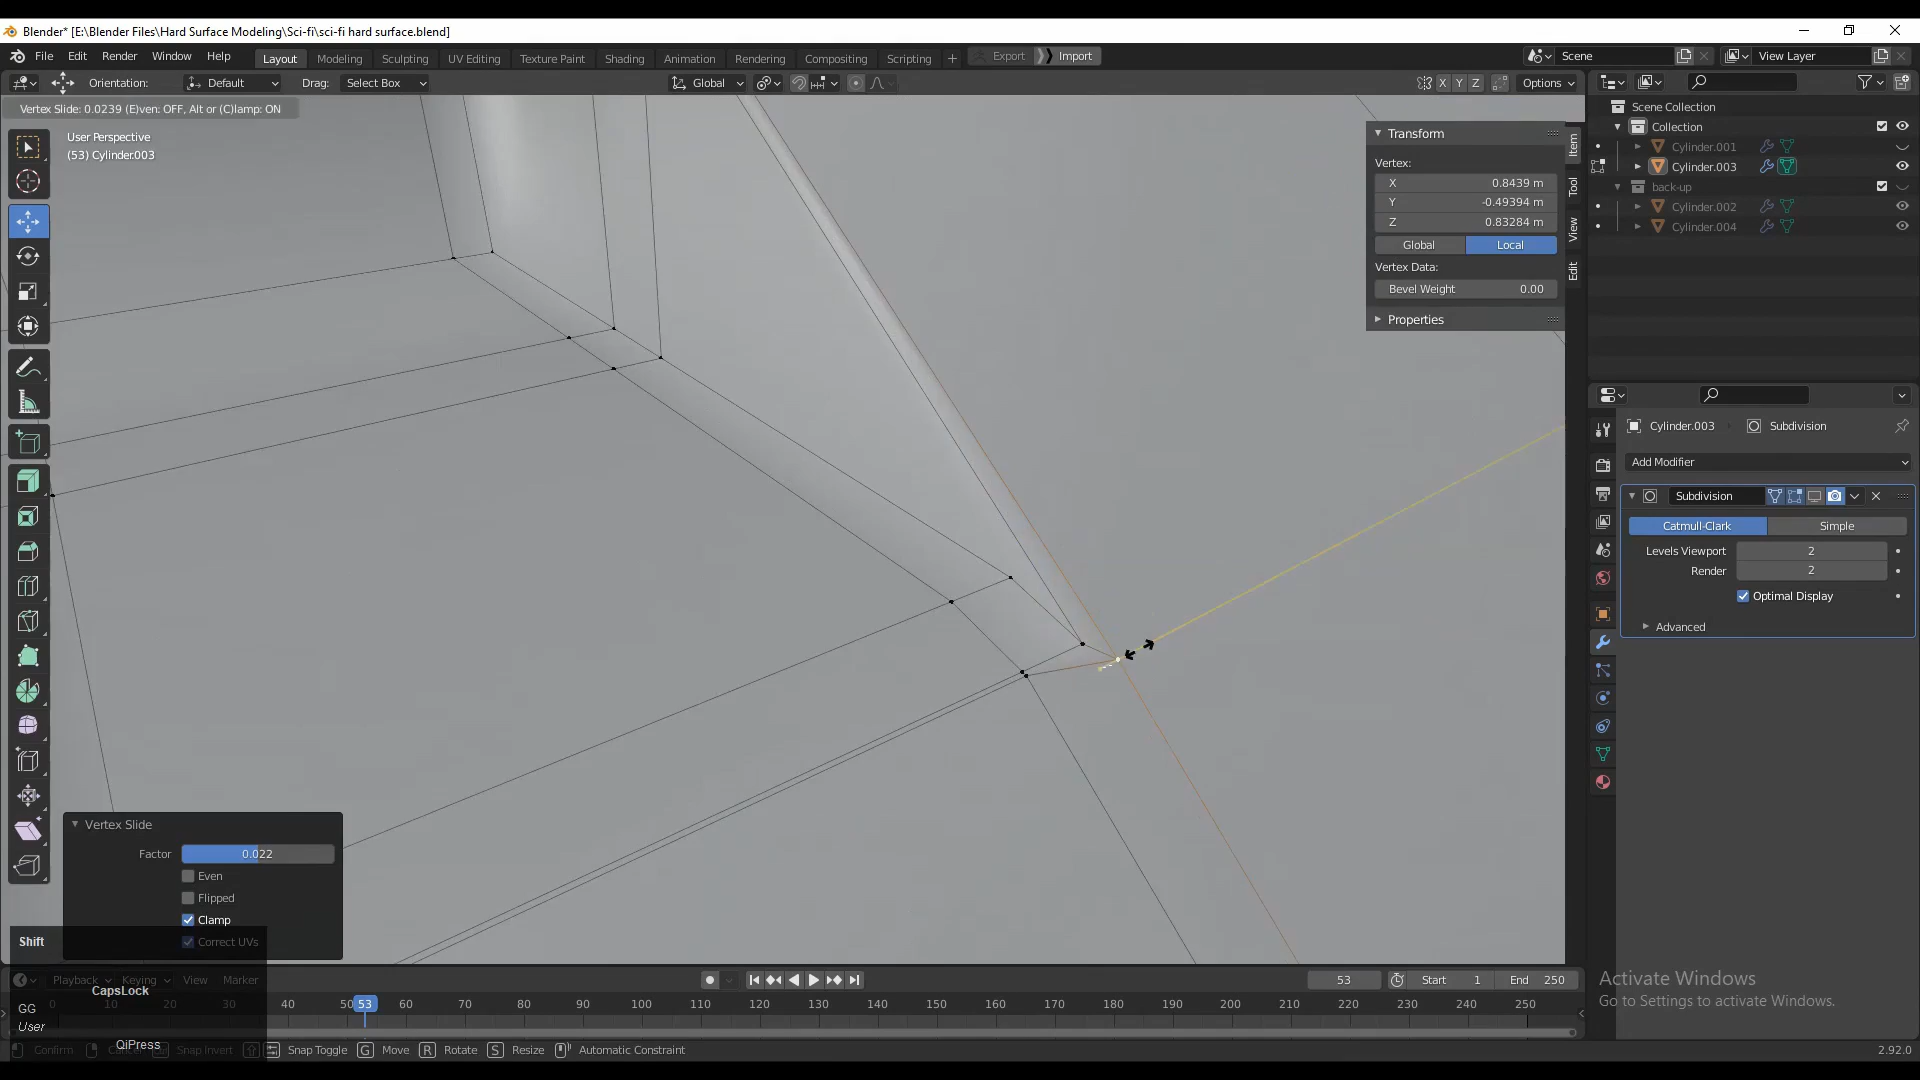 Blender* [E:\Blender Files\Hard Surface Modeling\Sci-fi\sci-fi hard surface.blend]
File Edit Render Window Help Layout Modeling Sculpting UV Editing Texture Paint Shading Animation Rendering Compositing Scripting + Export Import Scene View Layer
Orientation: Default Drag: Select Box Global X Y Z Options
Vertex Slide: 0.0239 (E)ven: OFF, Alt or (C)lamp: ON
User Perspective
(53) Cylinder.003
Transform
Vertex:
X 0.8439 m
Y -0.49394 m
Z 0.83284 m
Global Local
Vertex Data:
Bevel Weight 0.00
Properties
Item
Tool
View
Edit
Scene Collection
Collection
Cylinder.001
Cylinder.003
back-up
Cylinder.002
Cylinder.004
Cylinder.003 Subdivision
Add Modifier
Subdivision
Catmull-Clark Simple
Levels Viewport 2
Render 2
Optimal Display
Advanced
Vertex Slide
Factor 0.022
Even
Flipped
Clamp
Correct UVs
Shift
CapsLock
GG
User
QiPress
Playback Keying View Marker 53 Start 1 End 250
0 10 20 30 40 50 53 60 70 80 90 100 110 120 130 140 150 160 170 180 190 200 210 220 230 240 250
Confirm Cancel Snap Invert Snap Toggle G Move R Rotate S Resize Automatic Constraint 2.92.0
Activate Windows
Go to Settings to activate Windows.